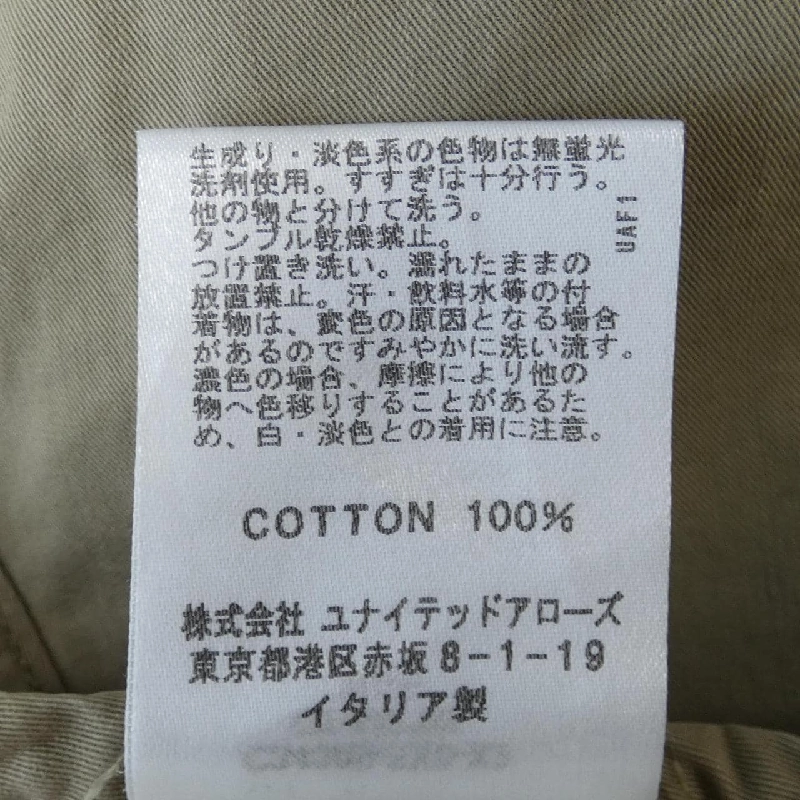 生成り・淡色系の色物は無蛍光
洗剤使用。すすぎは十分行う。
他の物と分けて洗う。
タンブル乾燥禁止。
つけ置き洗い。濡れたままの
放置禁止。汗・飲料水等の付
着物は、変色の原因となる場合
があるのですみやかに洗い流す。
濃色の場合、摩擦により他の
物へ色移りすることがあるた
め、白・淡色との着用に注意。
UAF1
COTTON 100%
株式会社 ユナイテッドアローズ
東京都港区赤坂8-1-19
イタリア製